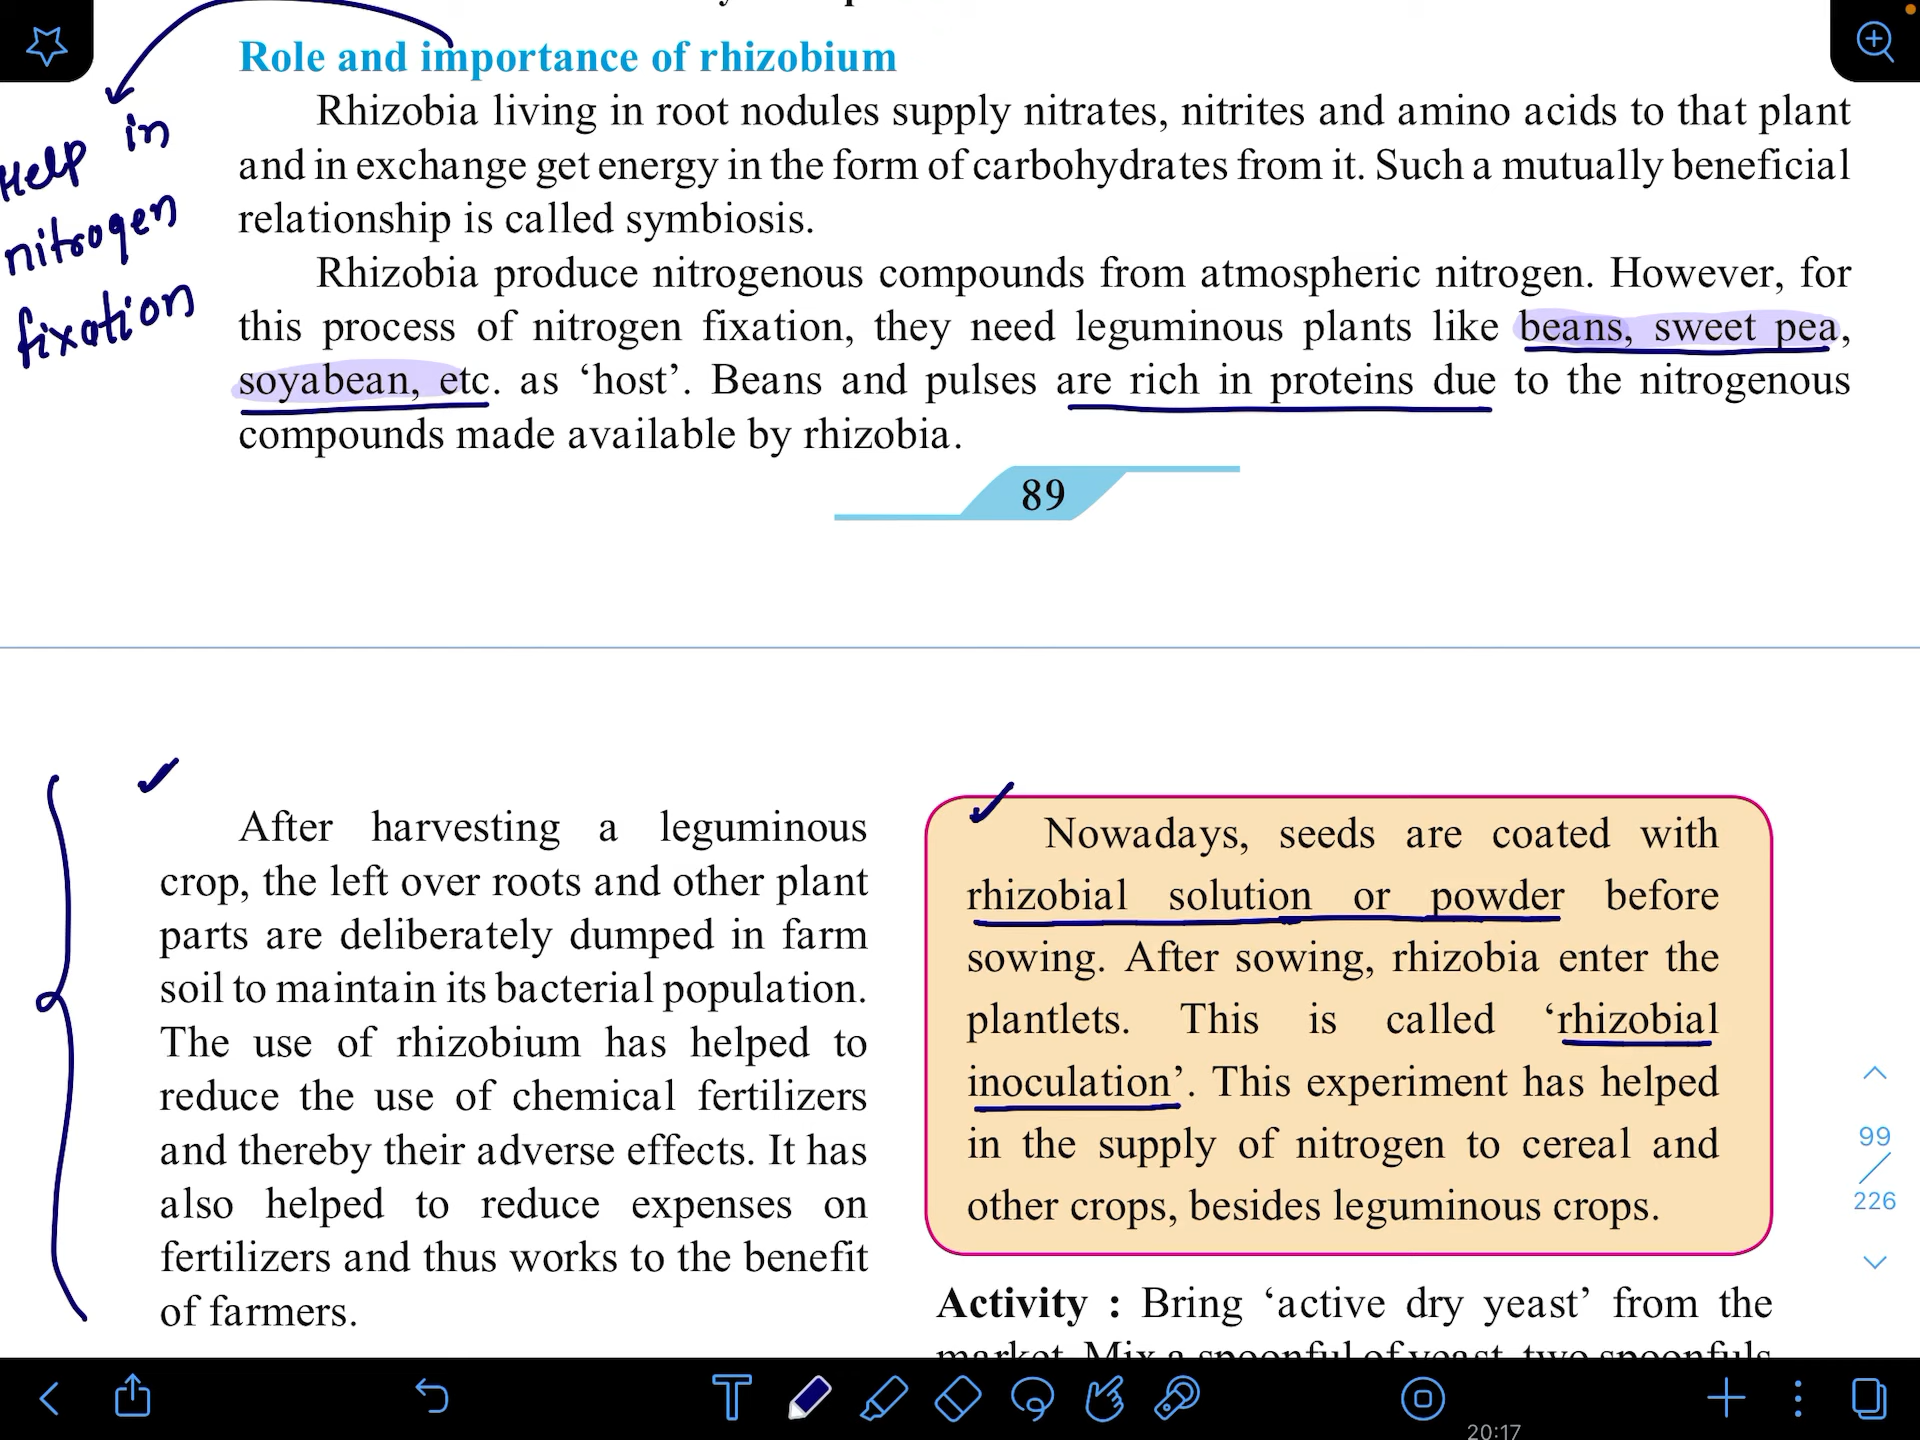 Role and importance of rhizobium
Help in
nitrogen
fixation
Rhizobia living in root nodules supply nitrates, nitrites and amino acids to that plant
and in exchange get energy in the form of carbohydrates from it. Such a mutually beneficial
relationship is called symbiosis.
Rhizobia produce nitrogenous compounds from atmospheric nitrogen. However, for
this process of nitrogen fixation, they need leguminous plants like beans, sweet pea,
soyabean, etc. as ‘host’. Beans and pulses are rich in proteins due to the nitrogenous
compounds made available by rhizobia.
89
After harvesting a leguminous
crop, the left over roots and other plant
parts are deliberately dumped in farm
soil to maintain its bacterial population.
The use of rhizobium has helped to
reduce the use of chemical fertilizers
and thereby their adverse effects. It has
also helped to reduce expenses on
fertilizers and thus works to the benefit
of farmers.
Nowadays, seeds are coated with
rhizobial solution or powder before
sowing. After sowing, rhizobia enter the
plantlets. This is called ‘rhizobial
inoculation’. This experiment has helped
in the supply of nitrogen to cereal and
other crops, besides leguminous crops.
Activity : Bring ‘active dry yeast’ from the
market. Mix a spoonful of yeast, two spoonfuls
99
/
226
T
20:17